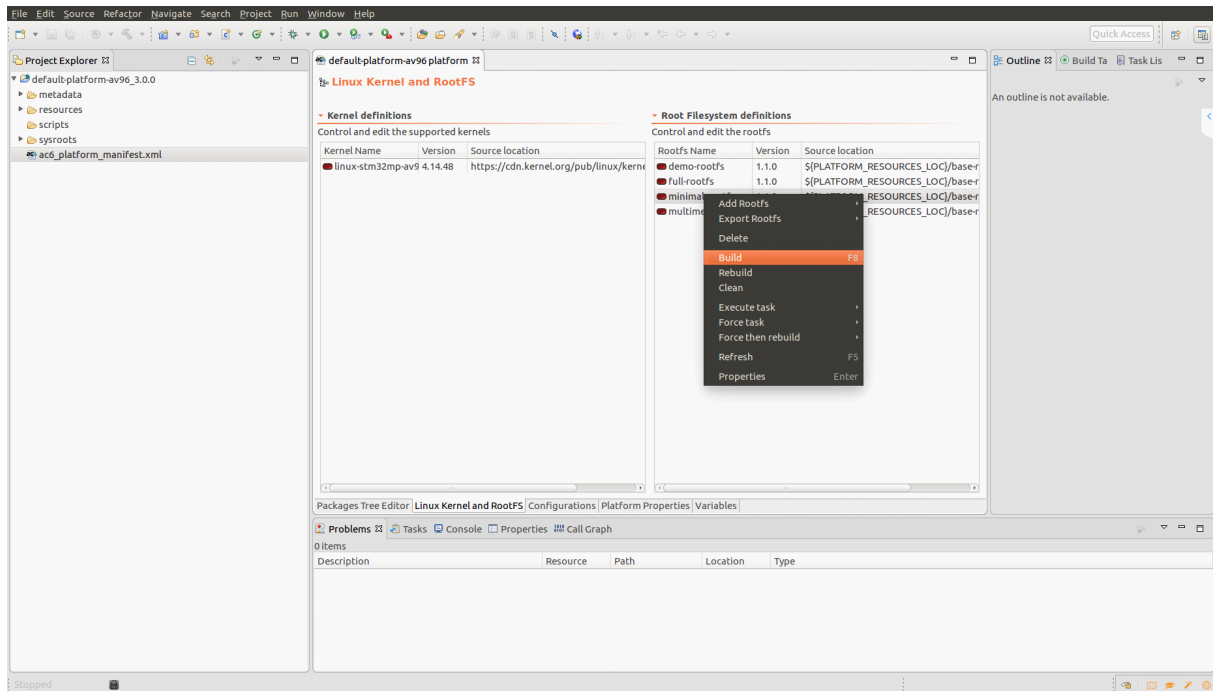 File Edit Source Refactor Navigate Search Project Run Window Help
Quick Access
Project Explorer
default-platform-av96_3.0.0
metadata
resources
scripts
sysroots
ac6_platform_manifest.xml
default-platform-av96 platform
Linux Kernel and RootFS
Kernel definitions
Control and edit the supported kernels
Kernel Name Version Source location
linux-stm32mp-av9 4.14.48 https://cdn.kernel.org/pub/linux/kerne
Root Filesystem definitions
Control and edit the rootfs
Rootfs Name Version Source location
demo-rootfs 1.1.0 ${PLATFORM_RESOURCES_LOC}/base-r
full-rootfs 1.1.0 ${PLATFORM_RESOURCES_LOC}/base-r
minimal RESOURCES_LOC}/base-r
multime RESOURCES_LOC}/base-r
Add Rootfs
Export Rootfs
Delete
Build F8
Rebuild
Clean
Execute task
Force task
Force then rebuild
Refresh F5
Properties Enter
Packages Tree Editor Linux Kernel and RootFS Configurations Platform Properties Variables
Outline Build Ta Task Lis
An outline is not available.
Problems Tasks Console Properties Call Graph
0 items
Description Resource Path Location Type
Stopped